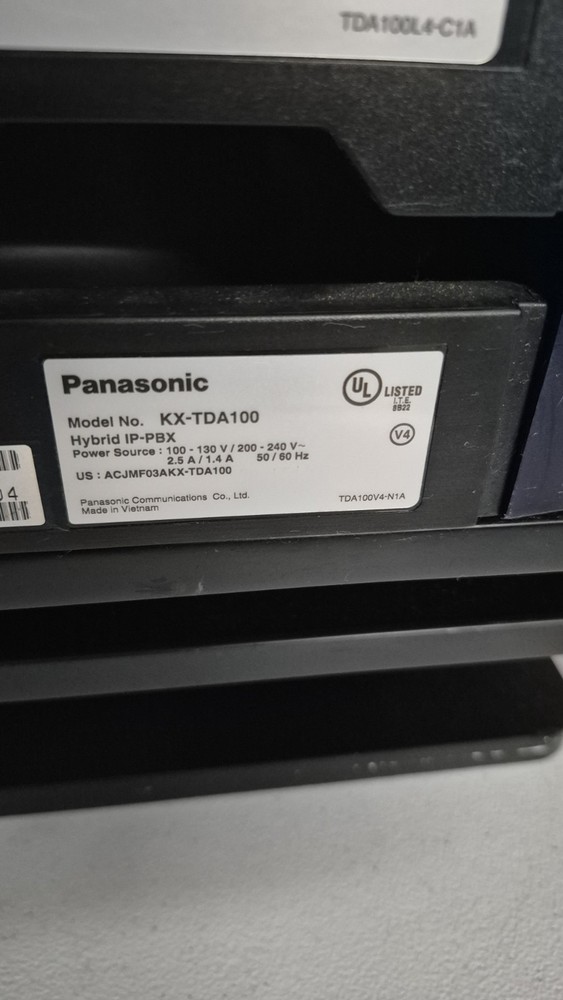 TDA100L4-C1A
Panasonic
Model No. KX-TDA100
Hybrid IP-PBX
Power Source : 100 - 130 V / 200 - 240 V~
2.5 A / 1.4 A 50 / 60 Hz
US : ACJMF03AKX-TDA100
Panasonic Communications Co., Ltd.
Made in Vietnam
UL LISTED
I.T.E.
8B22
V4
TDA100V4-N1A
04